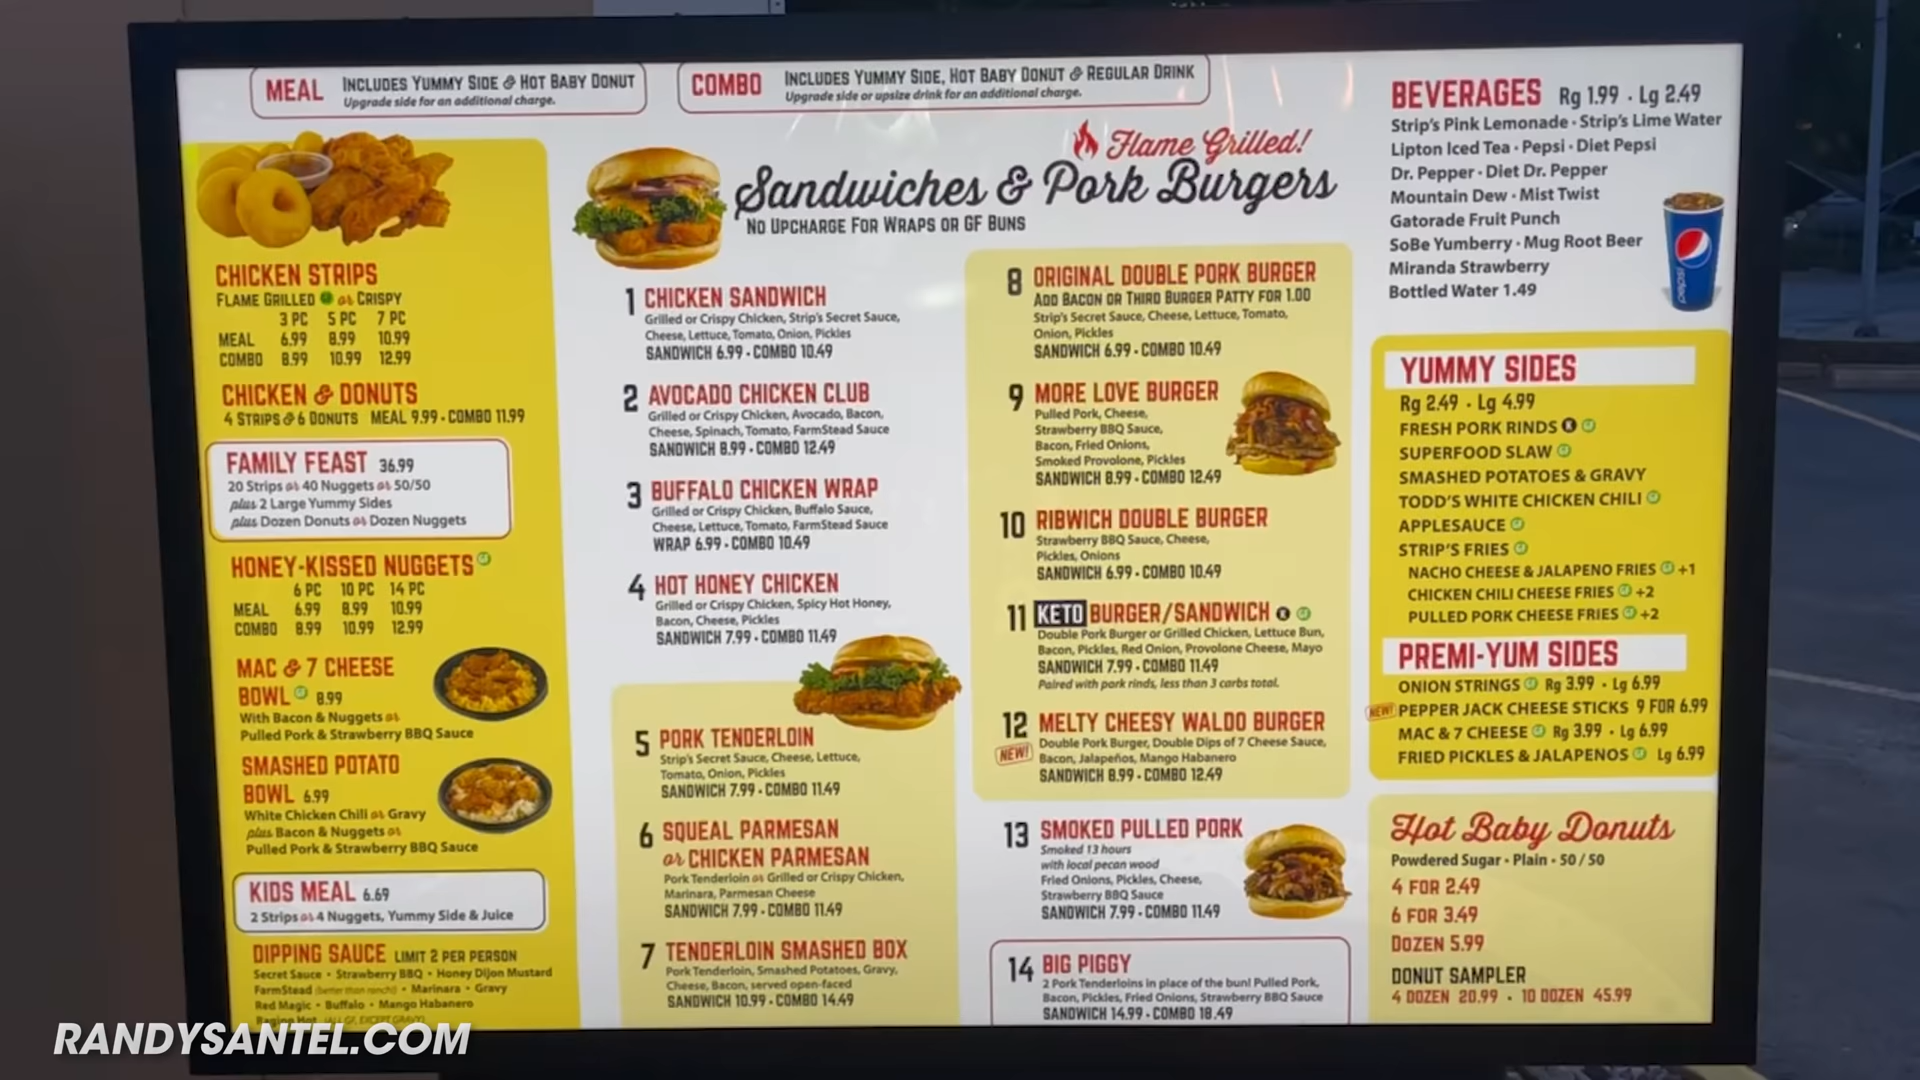 MEAL INCLUDES YUMMY SIDE & HOT BABY DONUT
Upgrade side for an additional charge.
COMBO INCLUDES YUMMY SIDE, HOT BABY DONUT & REGULAR DRINK
Upgrade side or upsize drink for an additional charge.
CHICKEN STRIPS
FLAME GRILLED or CRISPY
3 PC 5 PC 7 PC
MEAL 6.99 8.99 10.99
COMBO 8.99 10.99 12.99
CHICKEN & DONUTS
4 STRIPS & 6 DONUTS MEAL 9.99 - COMBO 11.99
FAMILY FEAST 36.99
20 Strips or 40 Nuggets or 50/50
plus 2 Large Yummy Sides
plus Dozen Donuts or Dozen Nuggets
HONEY-KISSED NUGGETS
6 PC 10 PC 14 PC
MEAL 6.99 8.99 10.99
COMBO 8.99 10.99 12.99
MAC & 7 CHEESE
BOWL 8.99
With Bacon & Nuggets or
Pulled Pork & Strawberry BBQ Sauce
SMASHED POTATO
BOWL 6.99
White Chicken Chili or Gravy
plus Bacon & Nuggets or
Pulled Pork & Strawberry BBQ Sauce
KIDS MEAL 6.69
2 Strips or 4 Nuggets, Yummy Side & Juice
DIPPING SAUCE LIMIT 2 PER PERSON
Secret Sauce • Strawberry BBQ • Honey Dijon Mustard
FarmStead (better than ranch!) • Marinara • Gravy
Red Magic • Buffalo • Mango Habanero
Raging Hot (ALL GF, EXCEPT GRAVY)
Flame Grilled!
Sandwiches & Pork Burgers
NO UPCHARGE FOR WRAPS OR GF BUNS
1 CHICKEN SANDWICH
Grilled or Crispy Chicken, Strip's Secret Sauce,
Cheese, Lettuce, Tomato, Onion, Pickles
SANDWICH 6.99 - COMBO 10.49
2 AVOCADO CHICKEN CLUB
Grilled or Crispy Chicken, Avocado, Bacon,
Cheese, Spinach, Tomato, FarmStead Sauce
SANDWICH 8.99 - COMBO 12.49
3 BUFFALO CHICKEN WRAP
Grilled or Crispy Chicken, Buffalo Sauce,
Cheese, Lettuce, Tomato, FarmStead Sauce
WRAP 6.99 - COMBO 10.49
4 HOT HONEY CHICKEN
Grilled or Crispy Chicken, Spicy Hot Honey,
Bacon, Cheese, Pickles
SANDWICH 7.99 - COMBO 11.49
5 PORK TENDERLOIN
Strip's Secret Sauce, Cheese, Lettuce,
Tomato, Onion, Pickles
SANDWICH 7.99 - COMBO 11.49
6 SQUEAL PARMESAN
or CHICKEN PARMESAN
Pork Tenderloin or Grilled or Crispy Chicken,
Marinara, Parmesan Cheese
SANDWICH 7.99 - COMBO 11.49
7 TENDERLOIN SMASHED BOX
Pork Tenderloin, Smashed Potatoes, Gravy,
Cheese, Bacon, served open-faced
SANDWICH 10.99 - COMBO 14.49
8 ORIGINAL DOUBLE PORK BURGER
ADD BACON OR THIRD BURGER PATTY FOR 1.00
Strip's Secret Sauce, Cheese, Lettuce, Tomato,
Onion, Pickles
SANDWICH 6.99 - COMBO 10.49
9 MORE LOVE BURGER
Pulled Pork, Cheese,
Strawberry BBQ Sauce,
Bacon, Fried Onions,
Smoked Provolone, Pickles
SANDWICH 8.99 - COMBO 12.49
10 RIBWICH DOUBLE BURGER
Strawberry BBQ Sauce, Cheese,
Pickles, Onions
SANDWICH 6.99 - COMBO 10.49
11 KETO BURGER/SANDWICH K
Double Pork Burger or Grilled Chicken, Lettuce Bun,
Bacon, Pickles, Red Onion, Provolone Cheese, Mayo
SANDWICH 7.99 - COMBO 11.49
Paired with pork rinds, less than 3 carbs total.
12 MELTY CHEESY WALDO BURGER
NEW! Double Pork Burger, Double Dips of 7 Cheese Sauce,
Bacon, Jalapeños, Mango Habanero
SANDWICH 8.99 - COMBO 12.49
13 SMOKED PULLED PORK
Smoked 13 hours
with local pecan wood
Fried Onions, Pickles, Cheese,
Strawberry BBQ Sauce
SANDWICH 7.99 - COMBO 11.49
14 BIG PIGGY
2 Pork Tenderloins in place of the bun! Pulled Pork,
Bacon, Pickles, Fried Onions, Strawberry BBQ Sauce
SANDWICH 14.99 - COMBO 18.49
BEVERAGES Rg 1.99 - Lg 2.49
Strip's Pink Lemonade - Strip's Lime Water
Lipton Iced Tea - Pepsi - Diet Pepsi
Dr. Pepper - Diet Dr. Pepper
Mountain Dew - Mist Twist
Gatorade Fruit Punch
SoBe Yumberry - Mug Root Beer
Miranda Strawberry
Bottled Water 1.49
pepsi
YUMMY SIDES
Rg 2.49 - Lg 4.99
FRESH PORK RINDS K
SUPERFOOD SLAW
SMASHED POTATOES & GRAVY
TODD'S WHITE CHICKEN CHILI
APPLESAUCE
STRIP'S FRIES
NACHO CHEESE & JALAPENO FRIES +1
CHICKEN CHILI CHEESE FRIES +2
PULLED PORK CHEESE FRIES +2
PREMI-YUM SIDES
ONION STRINGS Rg 3.99 - Lg 6.99
NEW! PEPPER JACK CHEESE STICKS 9 FOR 6.99
MAC & 7 CHEESE Rg 3.99 - Lg 6.99
FRIED PICKLES & JALAPENOS Lg 6.99
Hot Baby Donuts
Powdered Sugar - Plain - 50 / 50
4 FOR 2.49
6 FOR 3.49
DOZEN 5.99
DONUT SAMPLER
4 DOZEN 20.99 - 10 DOZEN 45.99
RANDYSANTEL.COM